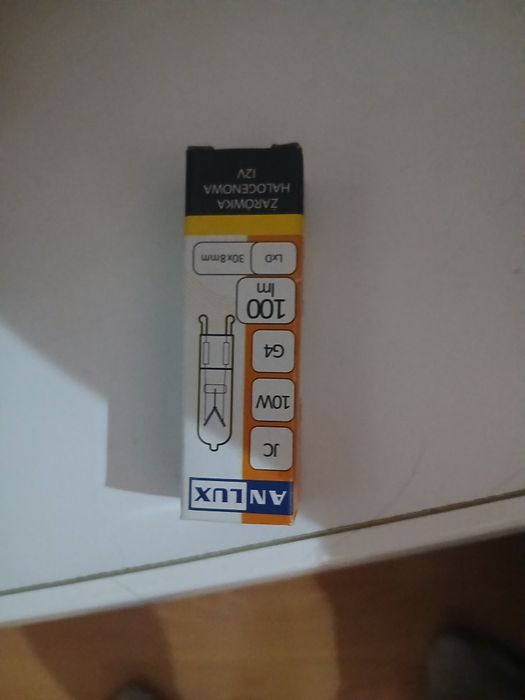 ANLUX
JC
10W
G4
100
lm
LxD 30x8mm
ŻARÓWKA
HALOGENOWA
12V